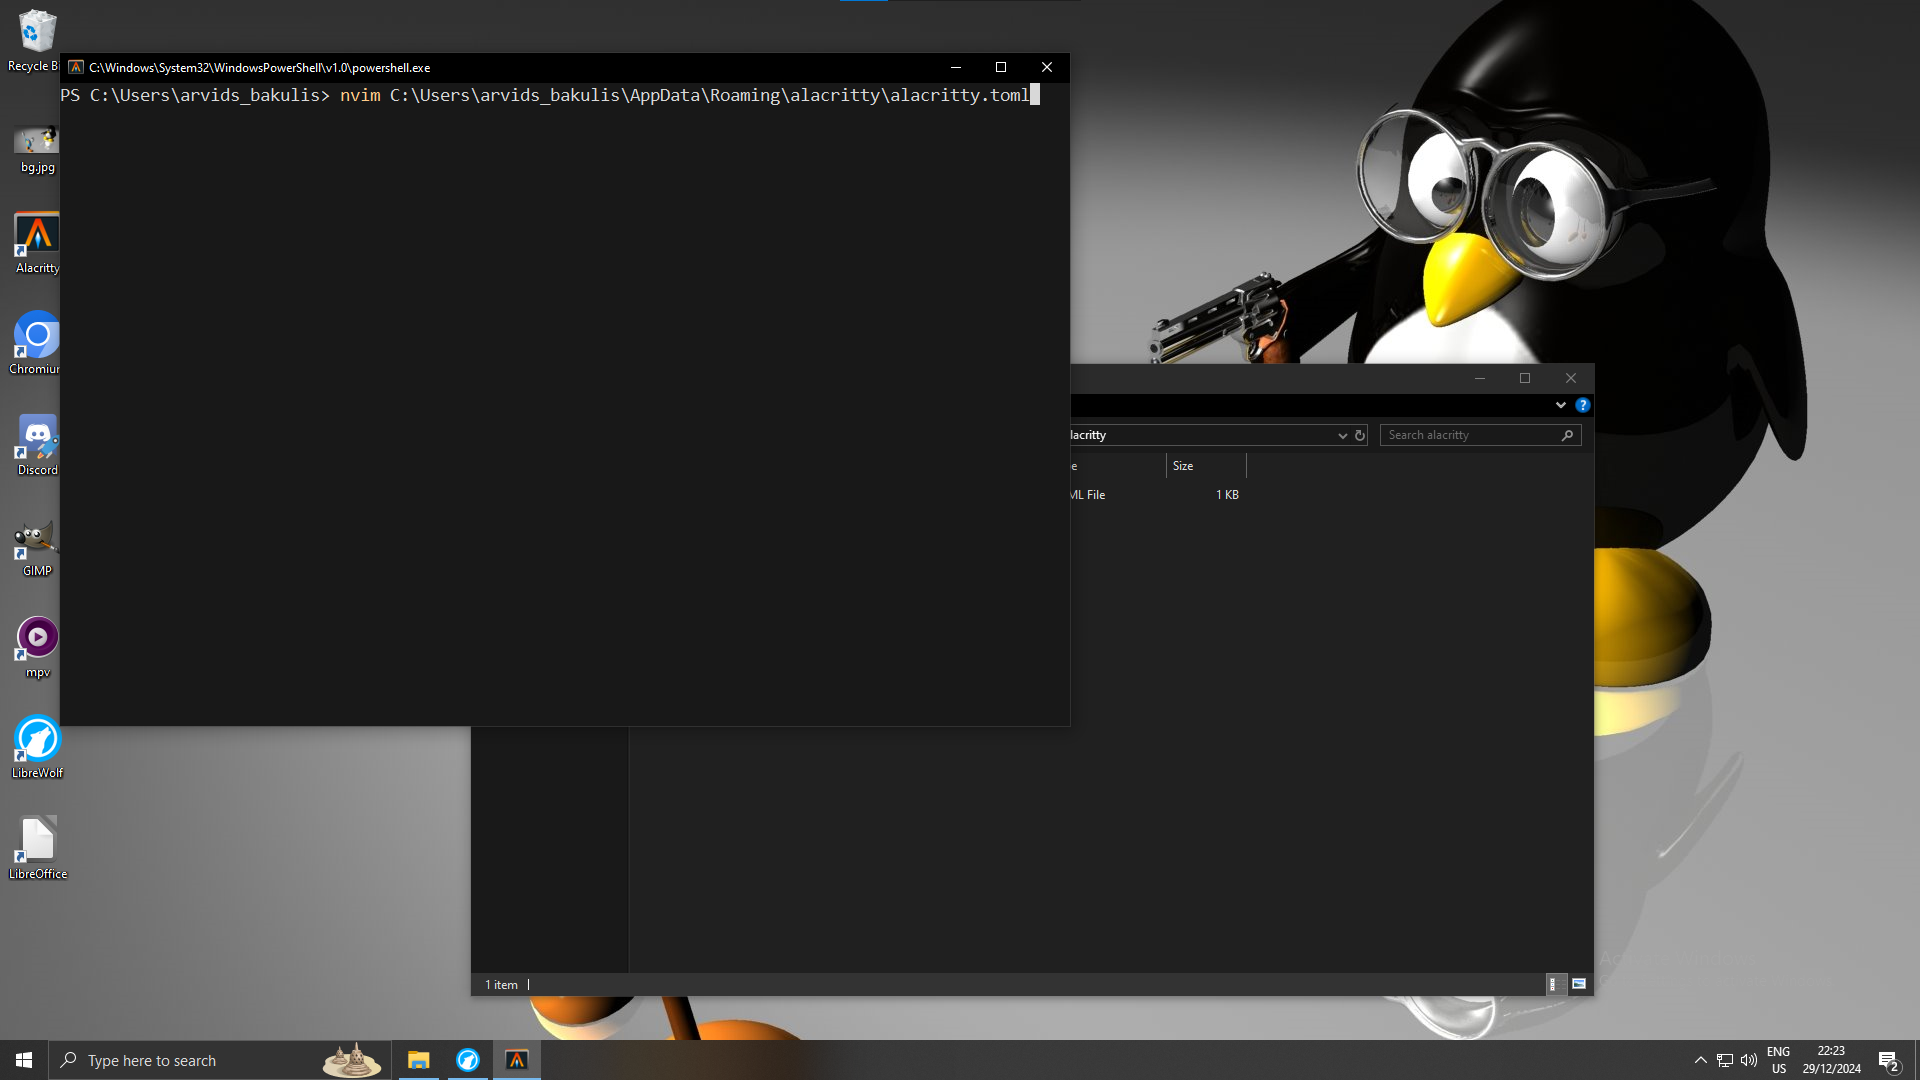 Recycle B
bg.jpg
Alacritty
Chromiur
Discord
GIMP
mpv
LibreWolf
LibreOffice
C:\Windows\System32\WindowsPowerShell\v1.0\powershell.exe
PS C:\Users\arvids_bakulis> nvim C:\Users\arvids_bakulis\AppData\Roaming\alacritty\alacritty.toml
?
lacritty
Search alacritty
e
Size
ML File
1 KB
1 item
Type here to search
ENG
US
22:23
29/12/2024
2